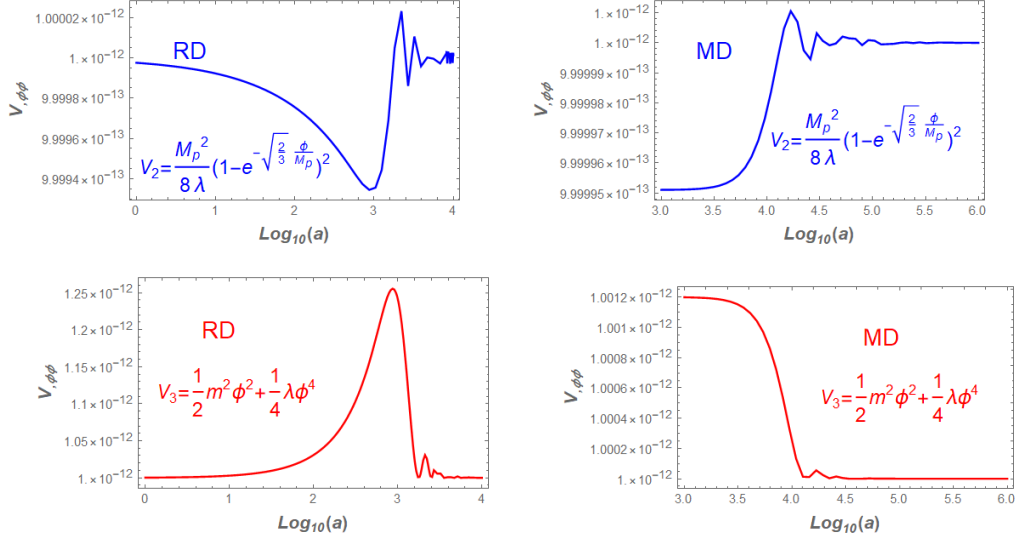 1.00002×10⁻¹²
1×10⁻¹²
9.9998×10⁻¹³
9.9996×10⁻¹³
9.9994×10⁻¹³
V,ϕϕ
RD
V₂=Mₚ²/8λ(1-e^(-√(2/3) ϕ/Mₚ))²
0 1 2 3 4
Log₁₀(a)
1×10⁻¹²
9.99999×10⁻¹³
9.99998×10⁻¹³
9.99997×10⁻¹³
9.99996×10⁻¹³
9.99995×10⁻¹³
V,ϕϕ
MD
V₂=Mₚ²/8λ(1-e^(-√(2/3) ϕ/Mₚ))²
3.0 3.5 4.0 4.5 5.0 5.5 6.0
Log₁₀(a)
1.25×10⁻¹²
1.2×10⁻¹²
1.15×10⁻¹²
1.10×10⁻¹²
1.05×10⁻¹²
1×10⁻¹²
V,ϕϕ
RD
V₃=1/2m²ϕ²+1/4λϕ⁴
0 1 2 3 4
Log₁₀(a)
1.0012×10⁻¹²
1.001×10⁻¹²
1.0008×10⁻¹²
1.0006×10⁻¹²
1.0004×10⁻¹²
1.0002×10⁻¹²
1×10⁻¹²
V,ϕϕ
MD
V₃=1/2m²ϕ²+1/4λϕ⁴
3.0 3.5 4.0 4.5 5.0 5.5 6.0
Log₁₀(a)